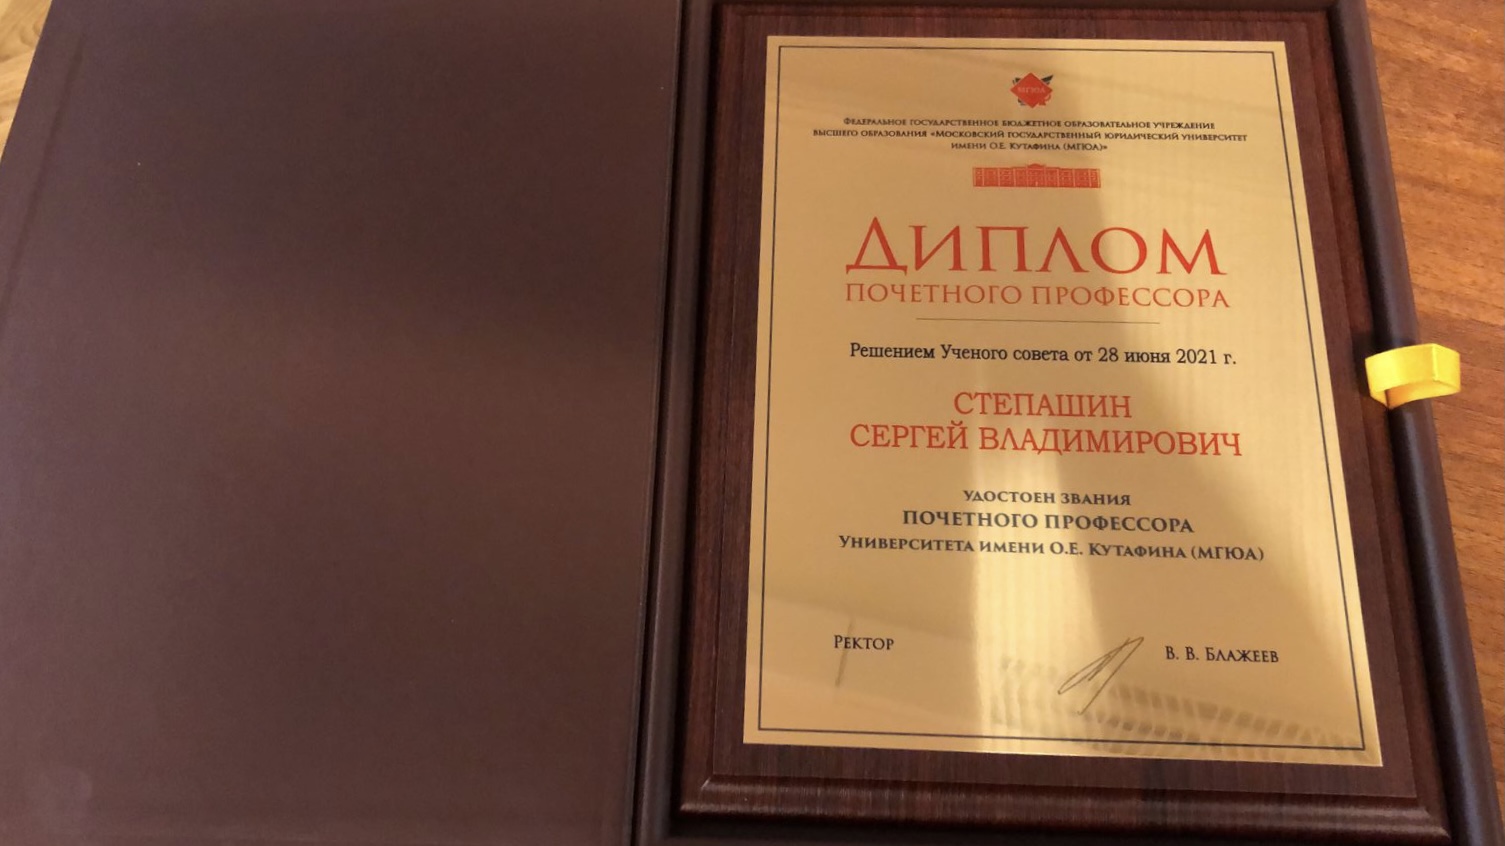 МГЮА
Федеральное государственное бюджетное образовательное учреждение
высшего образования «Московский государственный юридический университет
имени О.Е. Кутафина (МГЮА)»
Диплом
почетного профессора
Решением Ученого совета от 28 июня 2021 г.
СТЕПАШИН
СЕРГЕЙ ВЛАДИМИРОВИЧ
удостоен звания
ПОЧЕТНОГО ПРОФЕССОРА
Университета имени О.Е. Кутафина (МГЮА)
Ректор
В. В. Блажеев